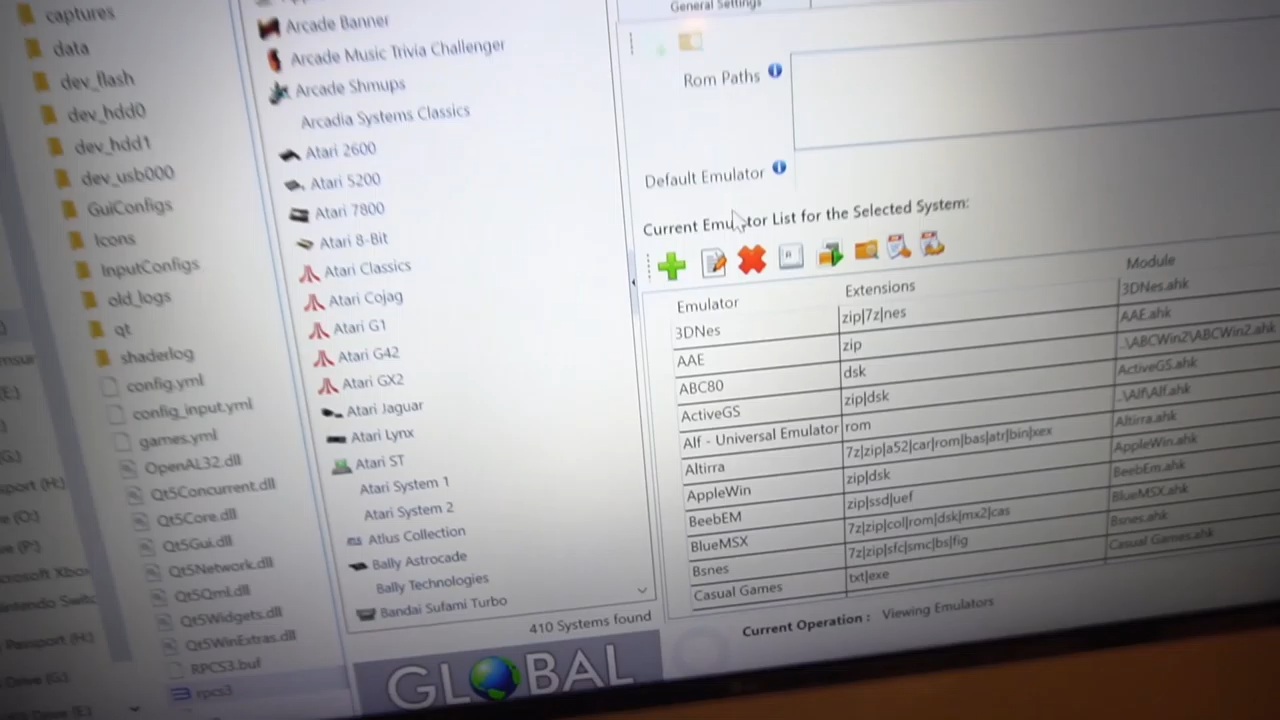 captures
data
dev_flash
dev_hdd0
dev_hdd1
dev_usb000
GuiConfigs
Icons
InputConfigs
old_logs
qt
shaderlog
config.yml
config_input.yml
games.yml
OpenAL32.dll
Qt5Concurrent.dll
Qt5Core.dll
Qt5Gui.dll
Qt5Network.dll
Qt5Qml.dll
Qt5Widgets.dll
Qt5WinExtras.dll
RPCS3.buf
rpcs3
Arcade Banner
Arcade Music Trivia Challenger
Arcade Shmups
Arcadia Systems Classics
Atari 2600
Atari 5200
Atari 7800
Atari 8-Bit
Atari Classics
Atari Cojag
Atari G1
Atari G42
Atari GX2
Atari Jaguar
Atari Lynx
Atari ST
Atari System 1
Atari System 2
Atlus Collection
Bally Astrocade
Bally Technologies
Bandai Sufami Turbo
410 Systems found
GLOBAL
General Settings
Rom Paths
Default Emulator
Current Emulator List for the Selected System:
Emulator Extensions Module
3DNes zip|7z|nes 3DNes.ahk
AAE zip AAE.ahk
ABC80 dsk ..\ABCWin2\ABCWin2.ahk
ActiveGS zip|dsk ActiveGS.ahk
Alf - Universal Emulator rom ..\Alf\Alf.ahk
Altirra 7z|zip|a52|car|rom|bas|atr|bin|xex Altirra.ahk
AppleWin zip|dsk AppleWin.ahk
BeebEM zip|ssd|uef BeebEm.ahk
BlueMSX 7z|zip|col|rom|dsk|mx2|cas BlueMSX.ahk
Bsnes 7z|zip|sfc|smc|bs|fig Bsnes.ahk
Casual Games txt|exe Casual Games.ahk
Current Operation : Viewing Emulators